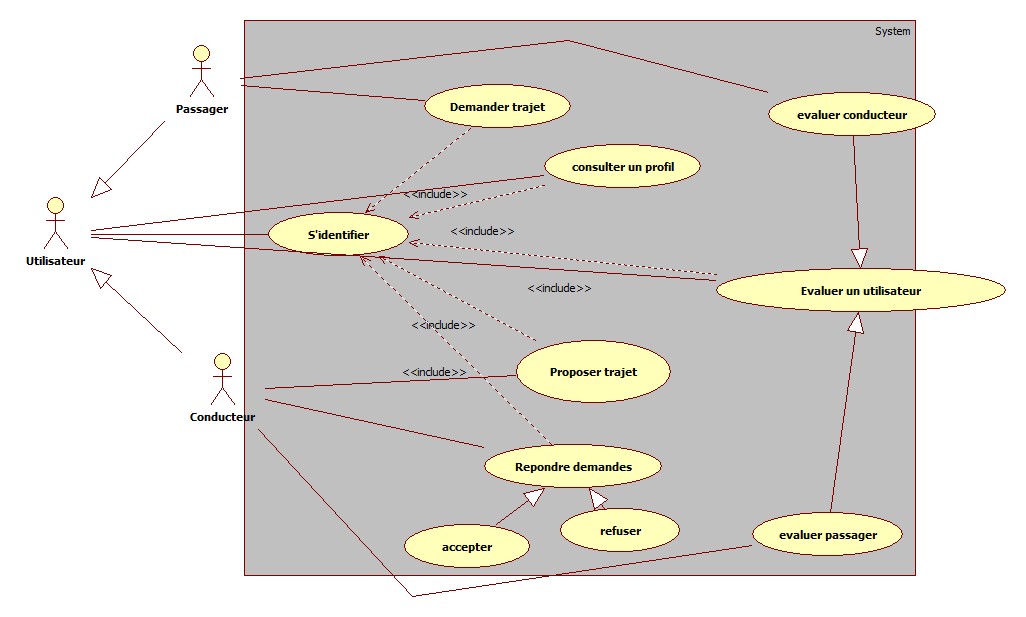 System
Passager
Demander trajet
evaluer conducteur
consulter un profil
<<include>>
S'identifier
<<include>>
Utilisateur
<<include>>
Evaluer un utilisateur
<<include>>
Proposer trajet
<<include>>
Conducteur
Repondre demandes
refuser
evaluer passager
accepter